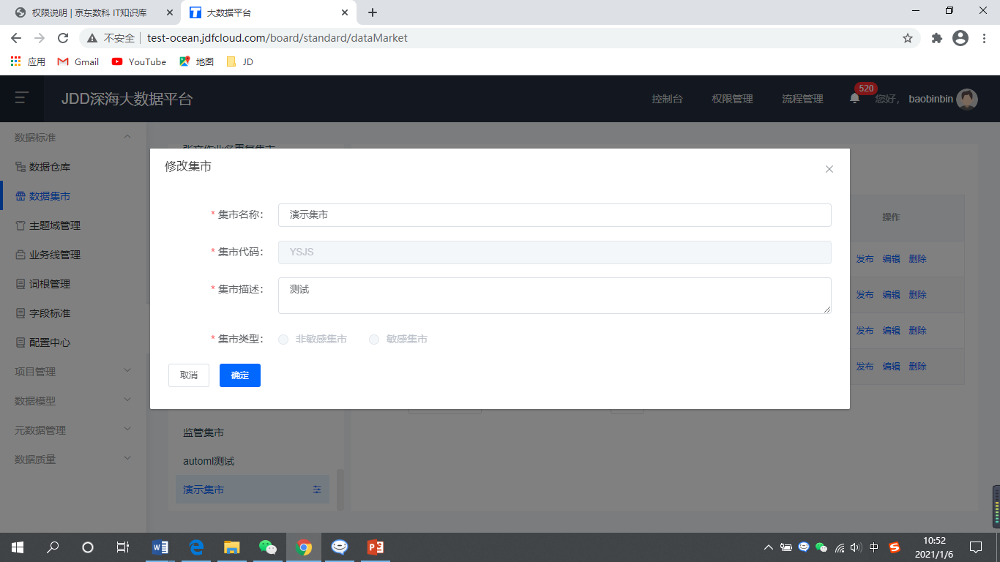 权限说明 | 京东数科 IT知识库
大数据平台
不安全 test-ocean.jdfcloud.com/board/standard/dataMarket
应用 Gmail YouTube 地图 JD
JDD深海大数据平台
控制台 权限管理 流程管理 520 您好, baobinbin
数据标准
数据仓库
数据集市
主题域管理
业务线管理
词根管理
字段标准
配置中心
项目管理
数据模型
元数据管理
数据质量
修改集市
* 集市名称: 演示集市
* 集市代码: YSJS
* 集市描述: 测试
* 集市类型: 非敏感集市 敏感集市
取消 确定
操作
发布 编辑 删除
发布 编辑 删除
发布 编辑 删除
发布 编辑 删除
监管集市
automl测试
演示集市
中
10:52
2021/1/6